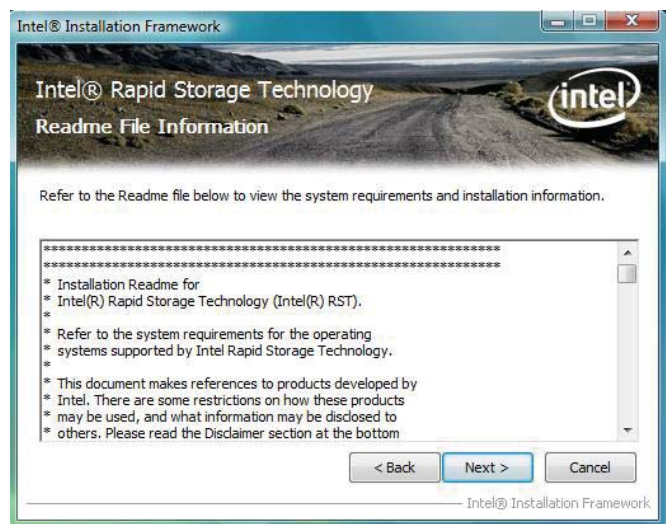 Intel® Installation Framework
Intel® Rapid Storage Technology
Readme File Information
intel
Refer to the Readme file below to view the system requirements and installation information.
************************************************************
************************************************************
* Installation Readme for
* Intel(R) Rapid Storage Technology (Intel(R) RST).
*
* Refer to the system requirements for the operating
* systems supported by Intel Rapid Storage Technology.
*
* This document makes references to products developed by
* Intel. There are some restrictions on how these products
* may be used, and what information may be disclosed to
* others. Please read the Disclaimer section at the bottom
< Back
Next >
Cancel
Intel® Installation Framework